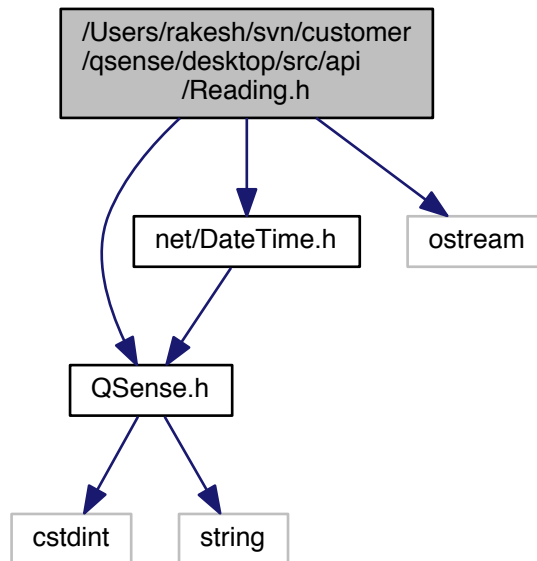 /Users/rakesh/svn/customer
/qsense/desktop/src/api
/Reading.h
net/DateTime.h
ostream
QSense.h
cstdint
string